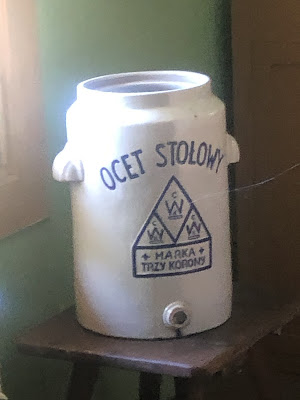 OCET STOŁOWY
C
W
C C
W W
+ MARKA +
TRZY KORONY